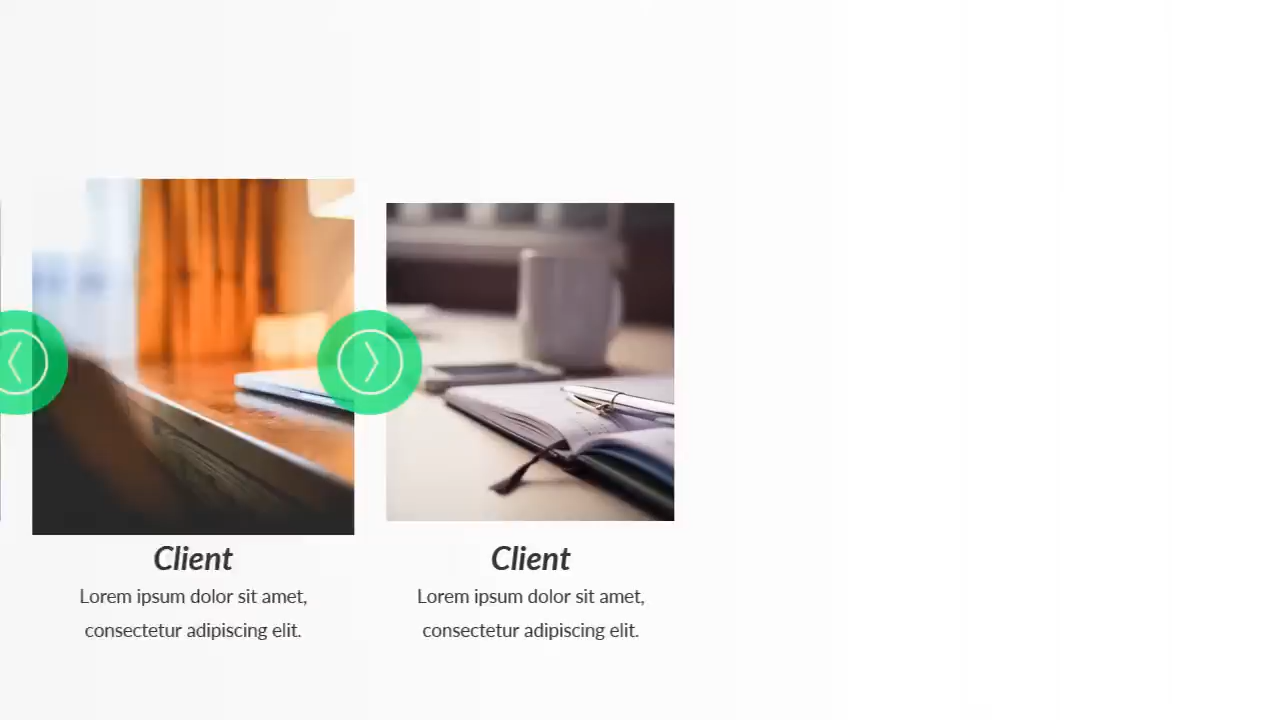 Client
Lorem ipsum dolor sit amet,
consectetur adipiscing elit.
Client
Lorem ipsum dolor sit amet,
consectetur adipiscing elit.